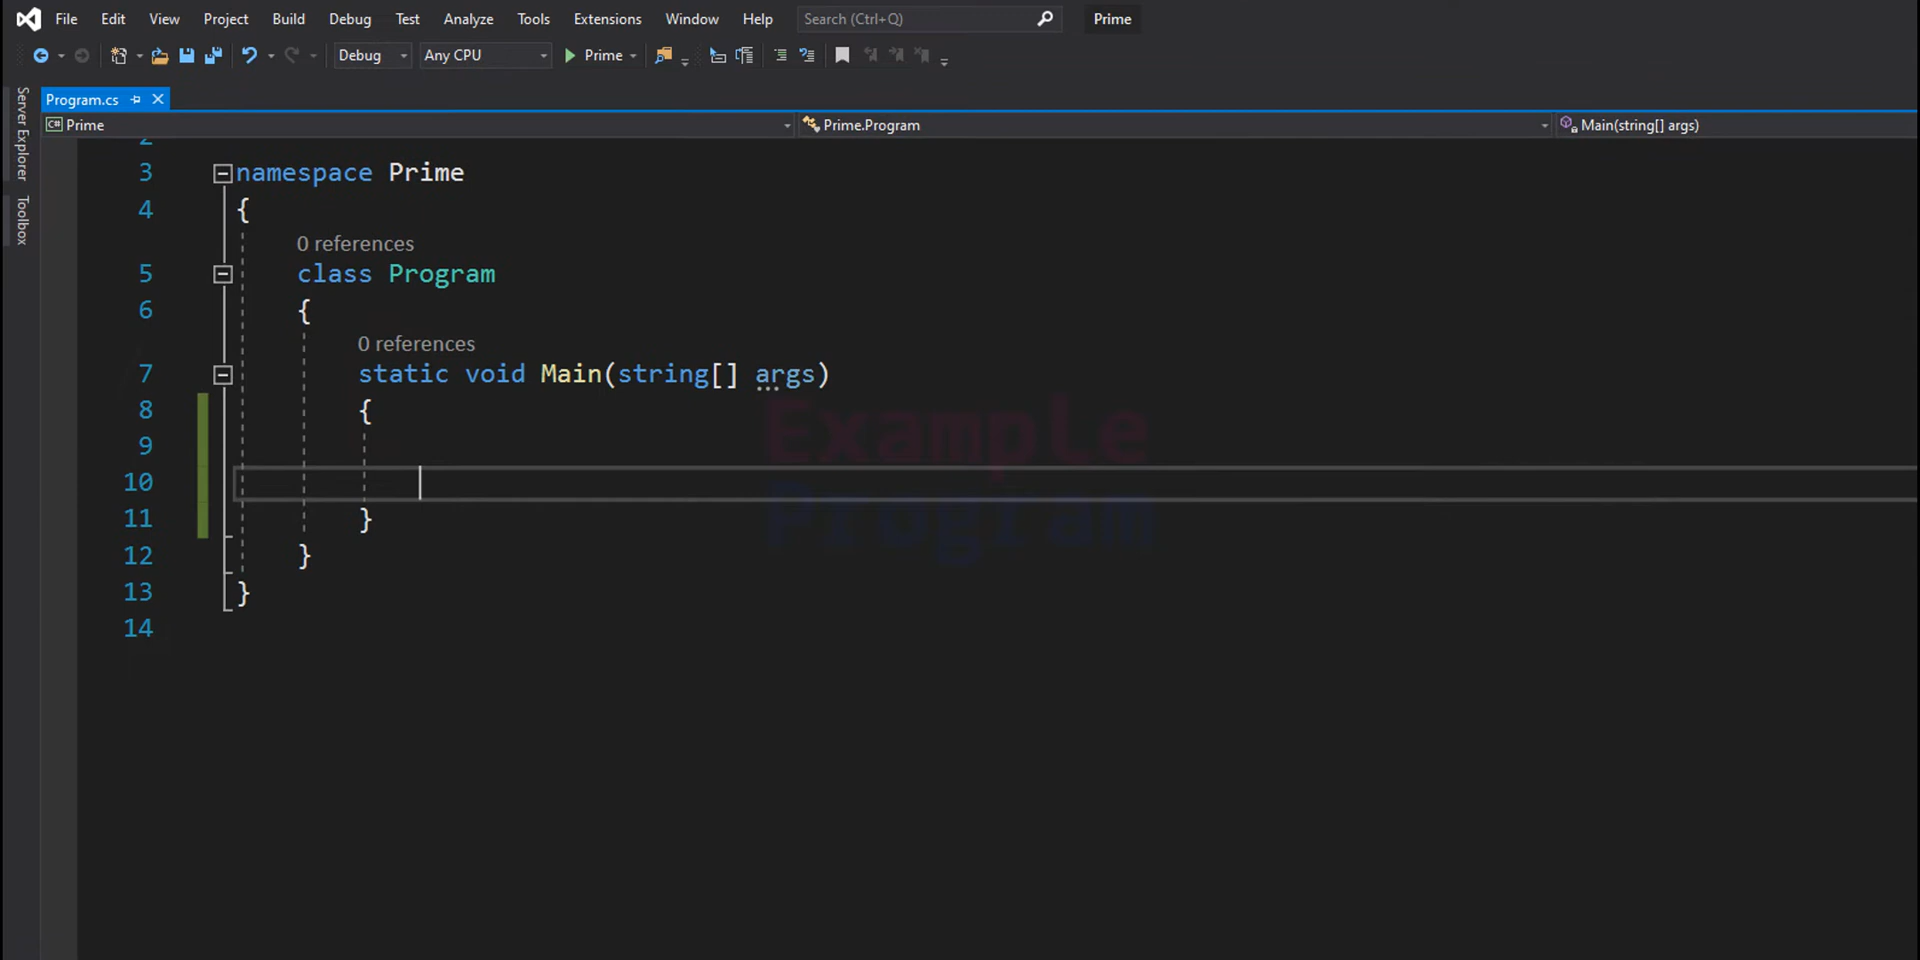 File Edit View Project Build Debug Test Analyze Tools Extensions Window Help Search (Ctrl+Q) Prime
Debug Any CPU Prime
Program.cs
C# Prime Prime.Program Main(string[] args)
Server Explorer
Toolbox
2
3 namespace Prime
4 {
0 references
5 class Program
6 {
0 references
7 static void Main(string[] args)
8 {
9
10
11 }
12 }
13 }
14
Example
Program